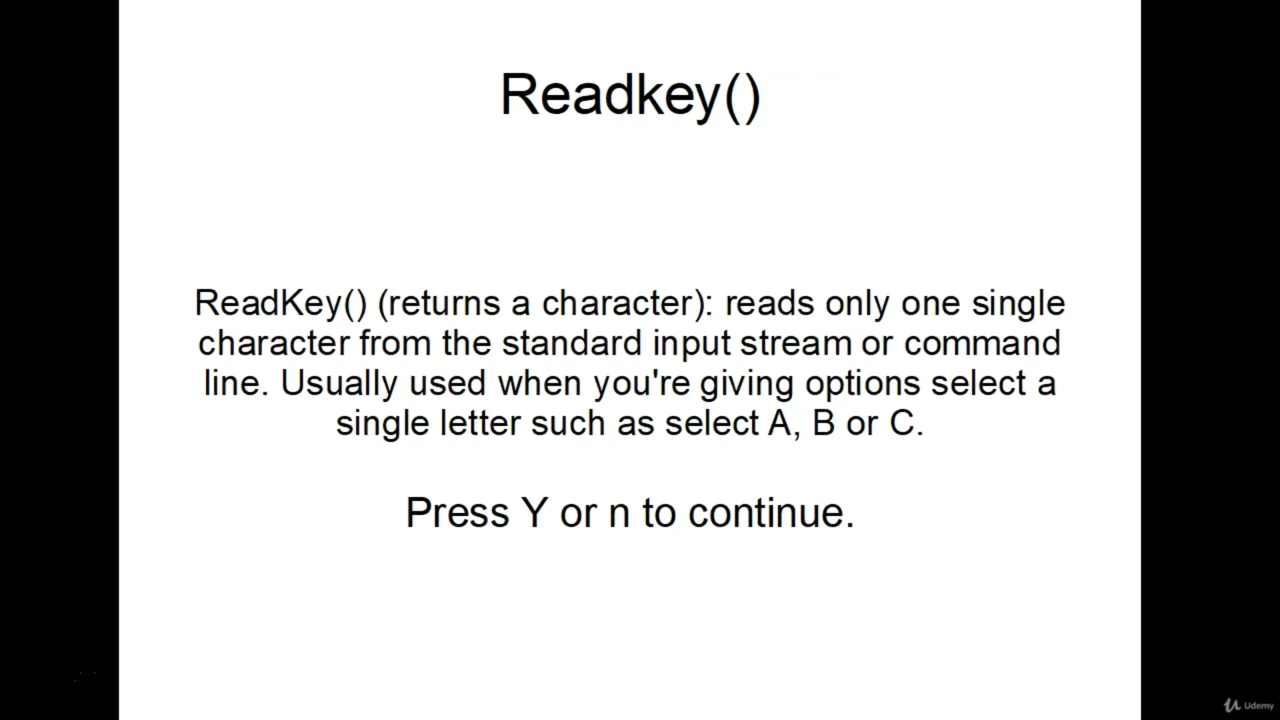 Readkey()
ReadKey() (returns a character): reads only one single
character from the standard input stream or command
line. Usually used when you're giving options select a
single letter such as select A, B or C.
Press Y or n to continue.
Udemy